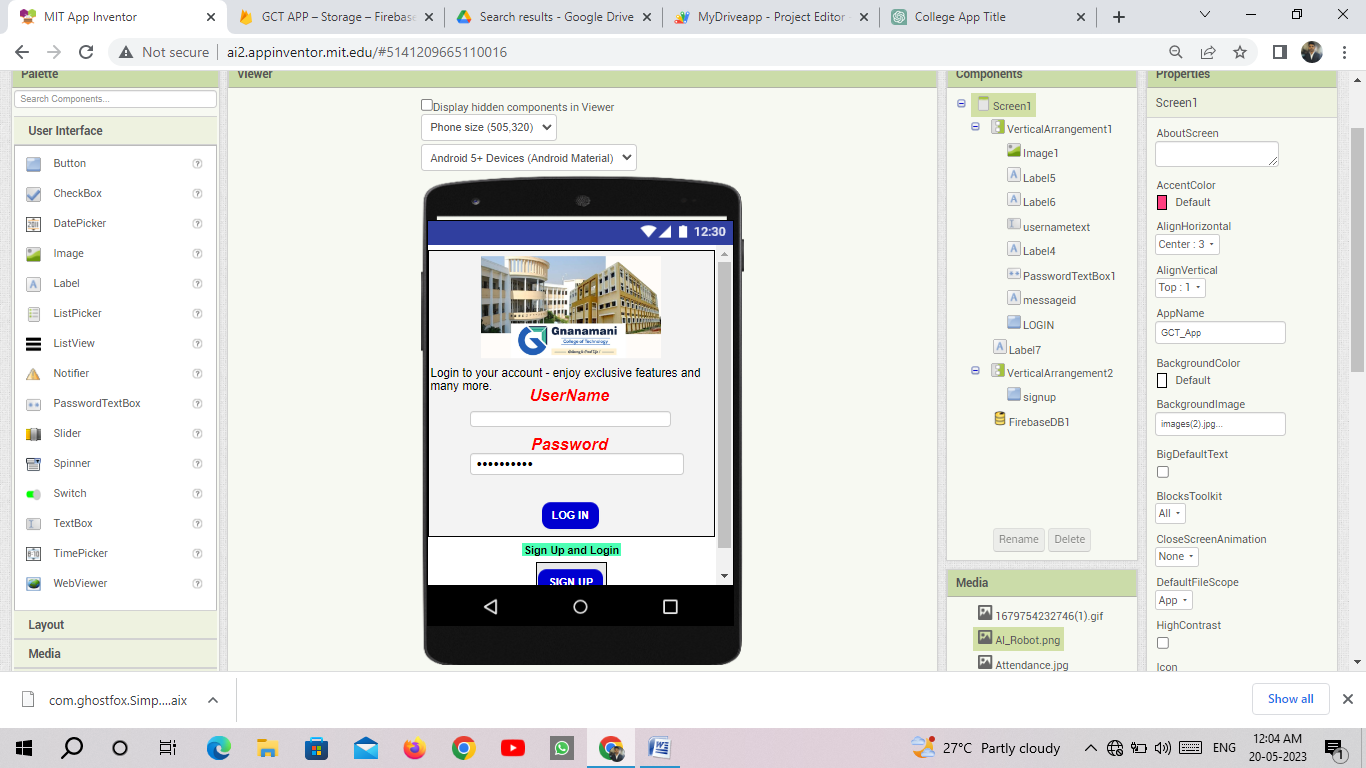 MIT App Inventor
GCT APP – Storage – Firebase
Search results - Google Drive
MyDriveapp - Project Editor
College App Title
Not secure
ai2.appinventor.mit.edu/#5141209665110016
Palette
Search Components...
User Interface
Button
CheckBox
DatePicker
Image
Label
ListPicker
ListView
Notifier
PasswordTextBox
Slider
Spinner
Switch
TextBox
TimePicker
WebViewer
Layout
Media
Viewer
Display hidden components in Viewer
Phone size (505,320)
Android 5+ Devices (Android Material)
12:30
Gnanamani
College of Technology
Login to your account - enjoy exclusive features and
many more.
UserName
Password
LOG IN
Sign Up and Login
SIGN UP
Components
Screen1
VerticalArrangement1
Image1
Label5
Label6
usernametext
Label4
PasswordTextBox1
messageid
LOGIN
Label7
VerticalArrangement2
signup
FirebaseDB1
Rename Delete
Media
1679754232746(1).gif
AI_Robot.png
Attendance.jpg
Properties
Screen1
AboutScreen
AccentColor
Default
AlignHorizontal
Center : 3
AlignVertical
Top : 1
AppName
GCT_App
BackgroundColor
Default
BackgroundImage
images(2).jpg...
BigDefaultText
BlocksToolkit
All
CloseScreenAnimation
None
DefaultFileScope
App
HighContrast
Icon
com.ghostfox.Simp....aix
Show all
27°C Partly cloudy
ENG
12:04 AM
20-05-2023
1